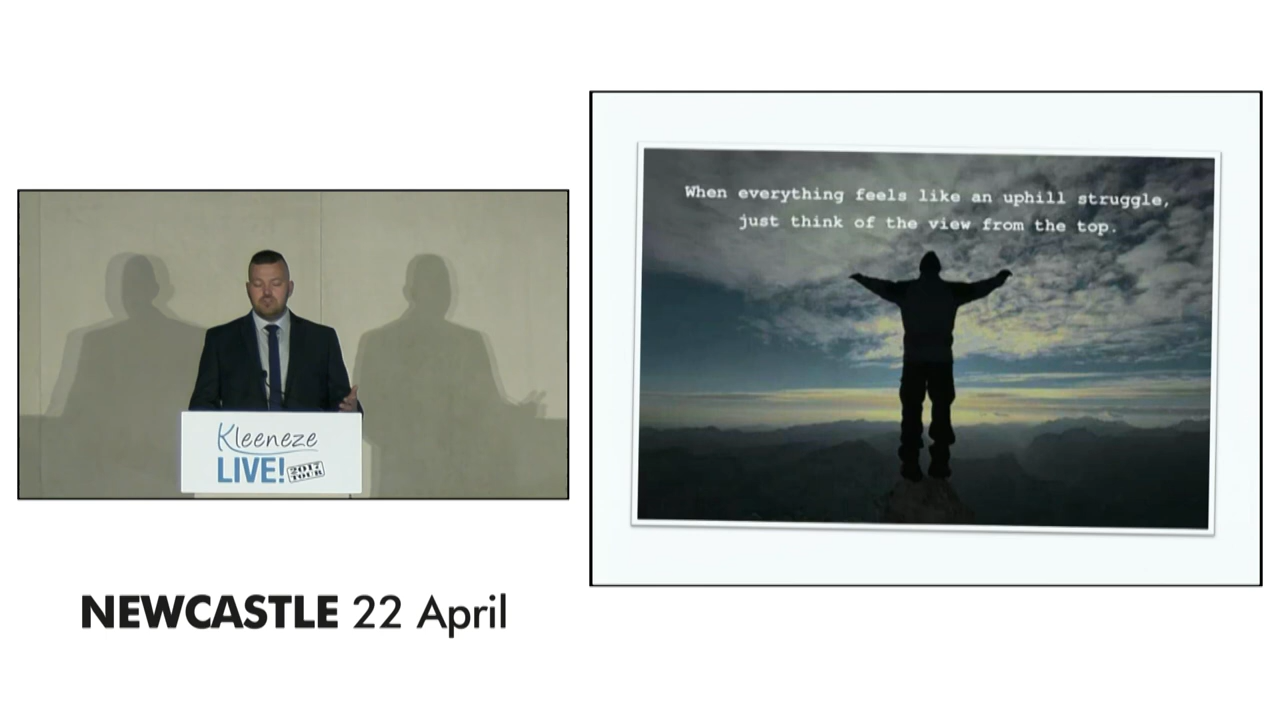 When everything feels like an uphill struggle,
just think of the view from the top.
Kleeneze
LIVE! 2017
TOUR
NEWCASTLE 22 April